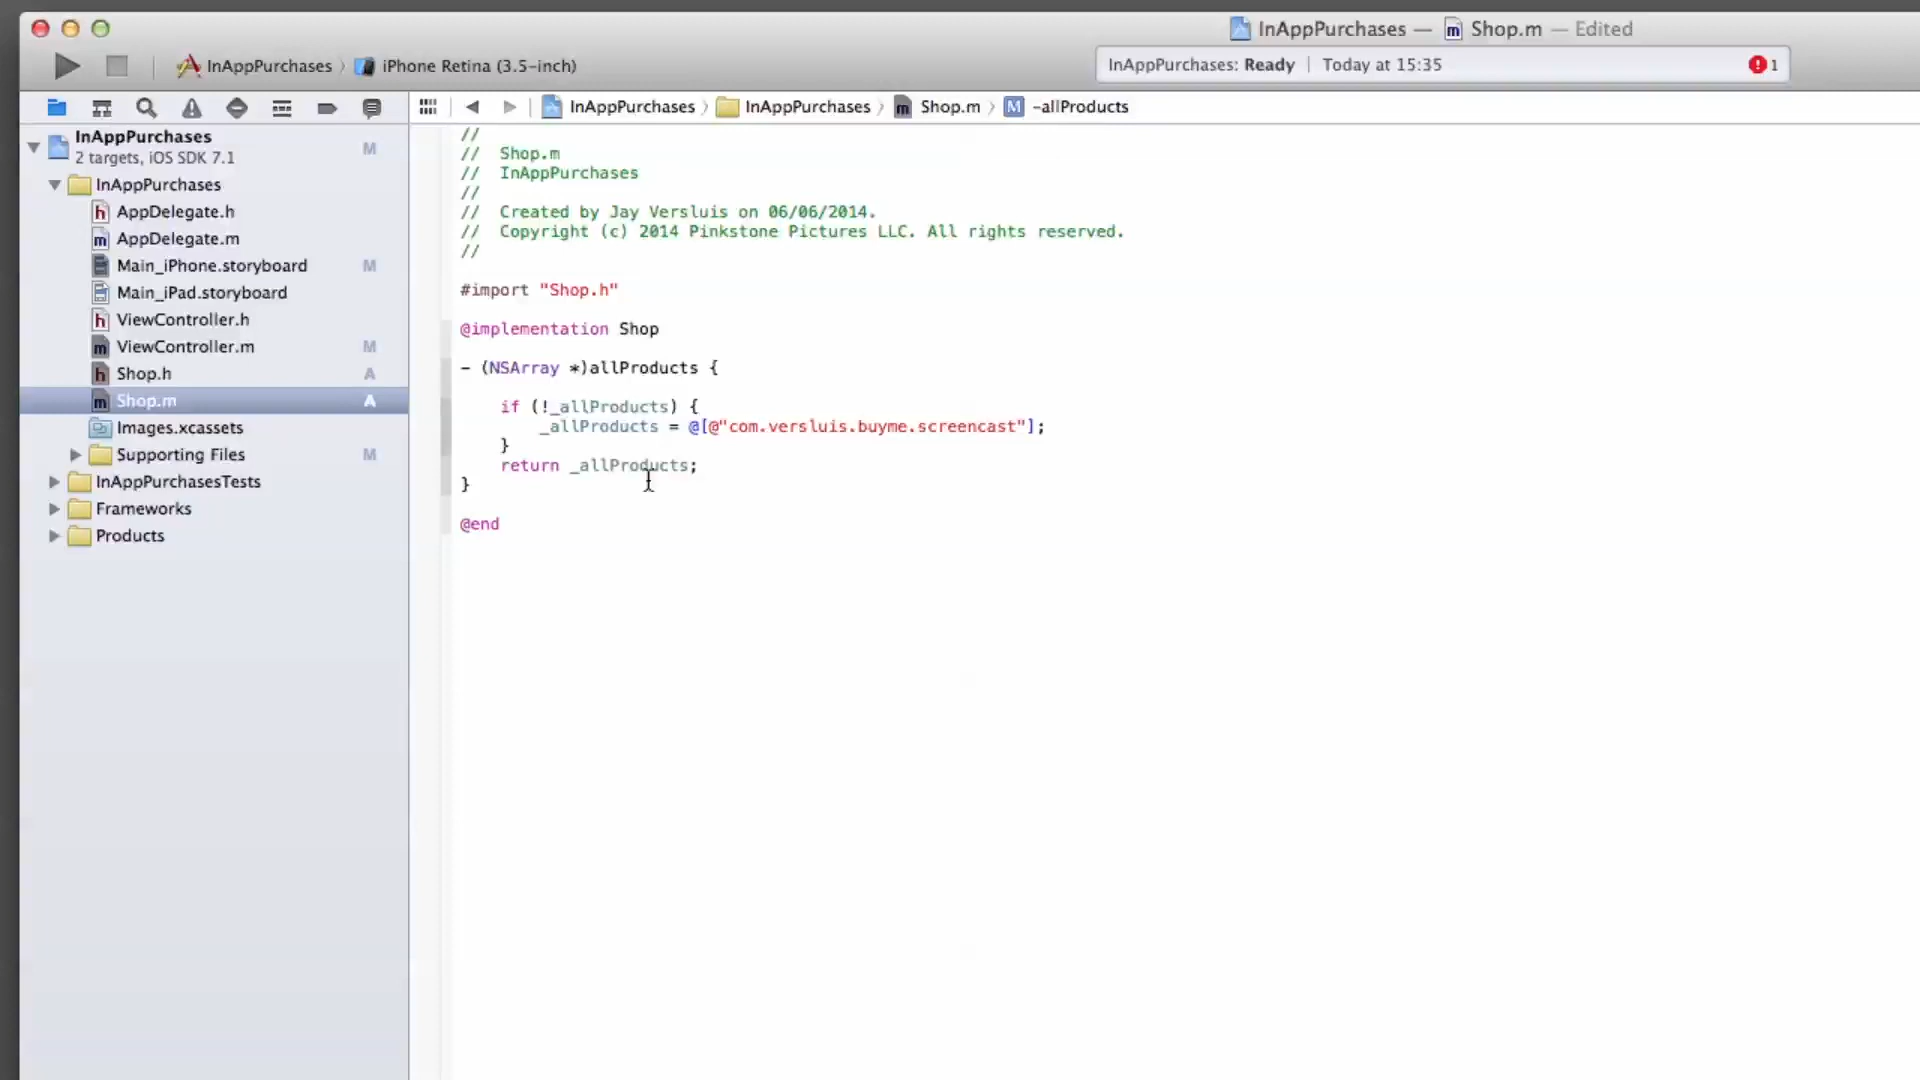 InAppPurchases — Shop.m — Edited
InAppPurchases 〉 iPhone Retina (3.5-inch)
InAppPurchases: Ready | Today at 15:35
1
InAppPurchases 〉 InAppPurchases 〉 Shop.m 〉 M -allProducts
InAppPurchases
2 targets, iOS SDK 7.1
M
InAppPurchases
h AppDelegate.h
m AppDelegate.m
Main_iPhone.storyboard M
Main_iPad.storyboard
h ViewController.h
m ViewController.m M
h Shop.h A
m Shop.m A
Images.xcassets
Supporting Files M
InAppPurchasesTests
Frameworks
Products
//
//  Shop.m
//  InAppPurchases
//
//  Created by Jay Versluis on 06/06/2014.
//  Copyright (c) 2014 Pinkstone Pictures LLC. All rights reserved.
//
#import "Shop.h"
@implementation Shop
- (NSArray *)allProducts {
    if (!_allProducts) {
        _allProducts = @[@"com.versluis.buyme.screencast"];
    }
    return _allProducts;
}
@end